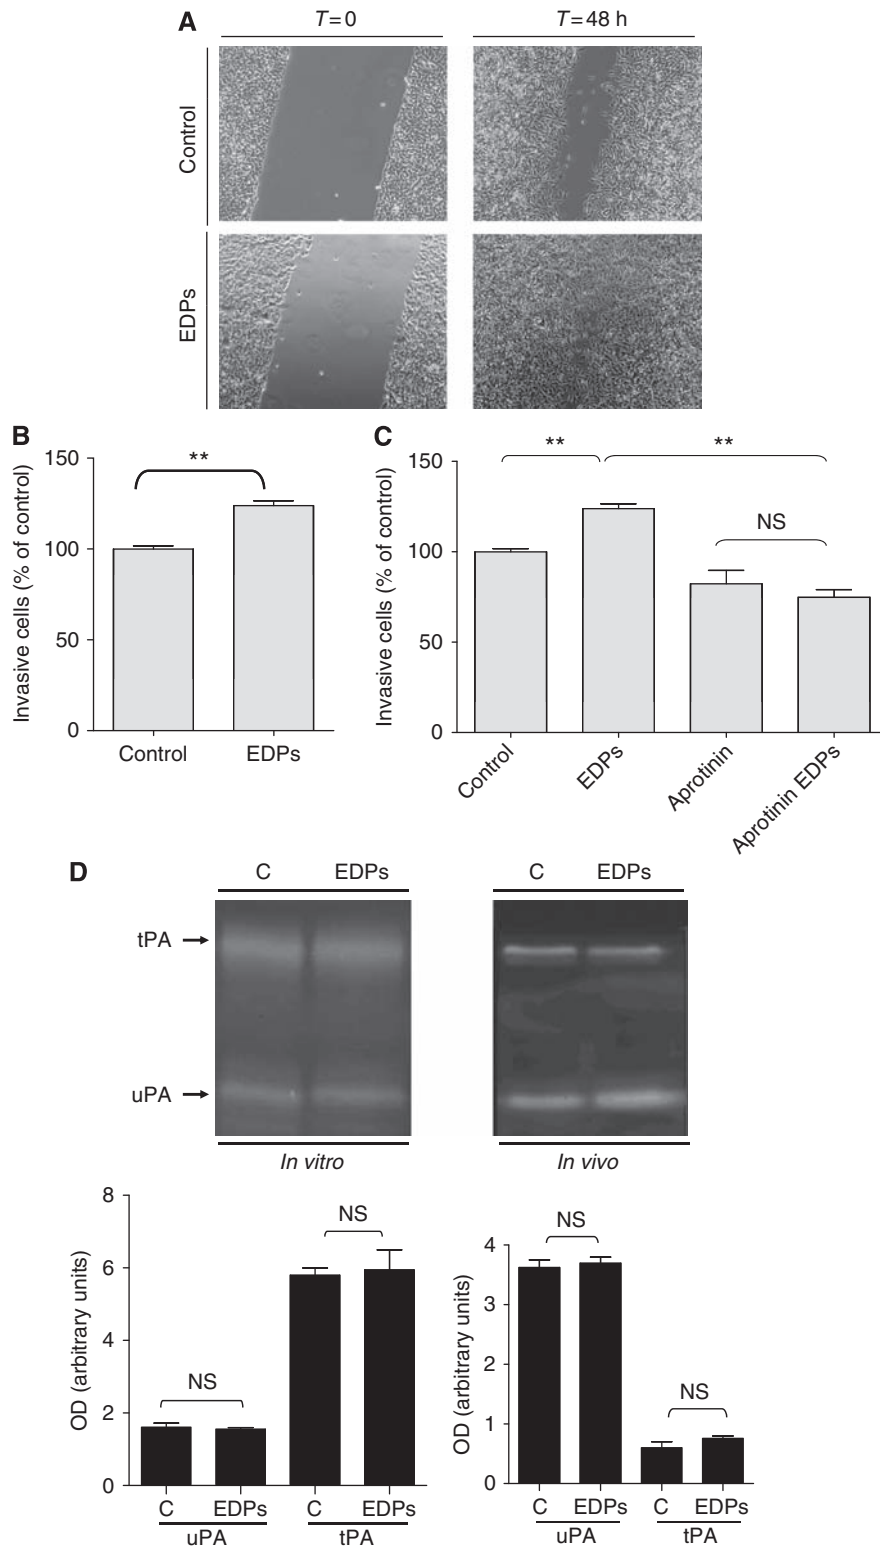 A
T=0
T=48 h
Control
EDPs
B
Invasive cells (% of control)
150
100
50
0
**
Control
EDPs
C
Invasive cells (% of control)
150
100
50
0
**
**
NS
Control
EDPs
Aprotinin
Aprotinin EDPs
D
C
EDPs
C
EDPs
tPA
uPA
In vitro
In vivo
OD (arbitrary units)
8
6
4
2
0
NS
NS
C
EDPs
C
EDPs
uPA
tPA
OD (arbitrary units)
4
3
2
1
0
NS
NS
C
EDPs
C
EDPs
uPA
tPA